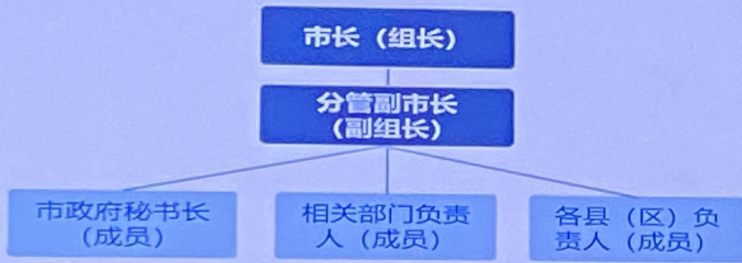 市长（组长）
分管副市长
（副组长）
市政府秘书长
（成员）
相关部门负责
人（成员）
各县（区）负
责人（成员）